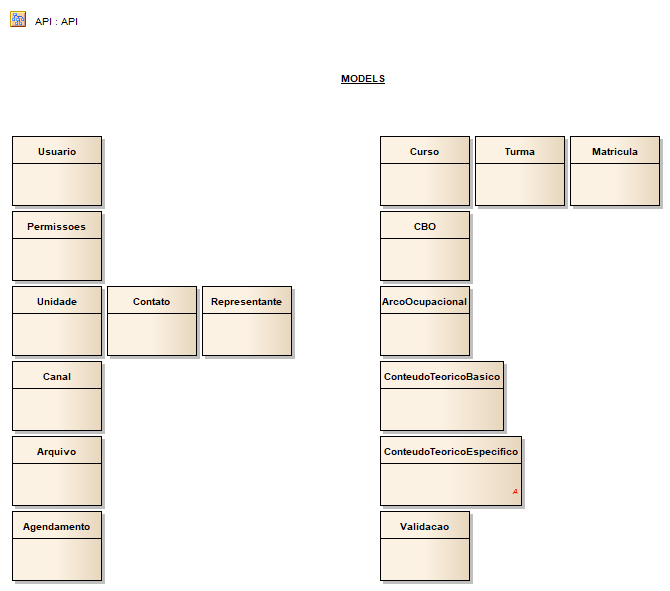 API : API
MODELS
Usuario
Curso
Turma
Matricula
Permissoes
CBO
Unidade
Contato
Representante
ArcoOcupacional
Canal
ConteudoTeoricoBasico
Arquivo
ConteudoTeoricoEspecifico
A
Agendamento
Validacao